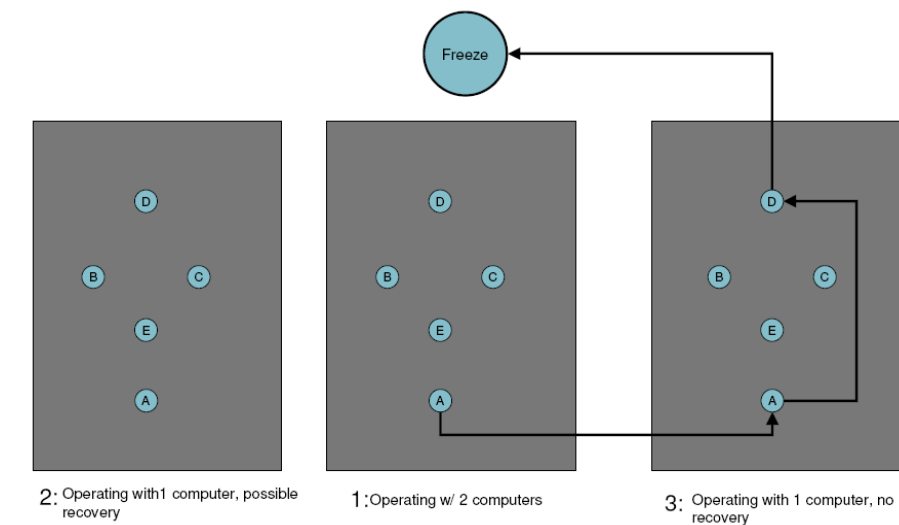 Freeze
D
B
C
E
A
D
B
C
E
A
D
B
C
E
A
2: Operating with1 computer, possible
recovery
1:Operating w/ 2 computers
3: Operating with 1 computer, no
recovery